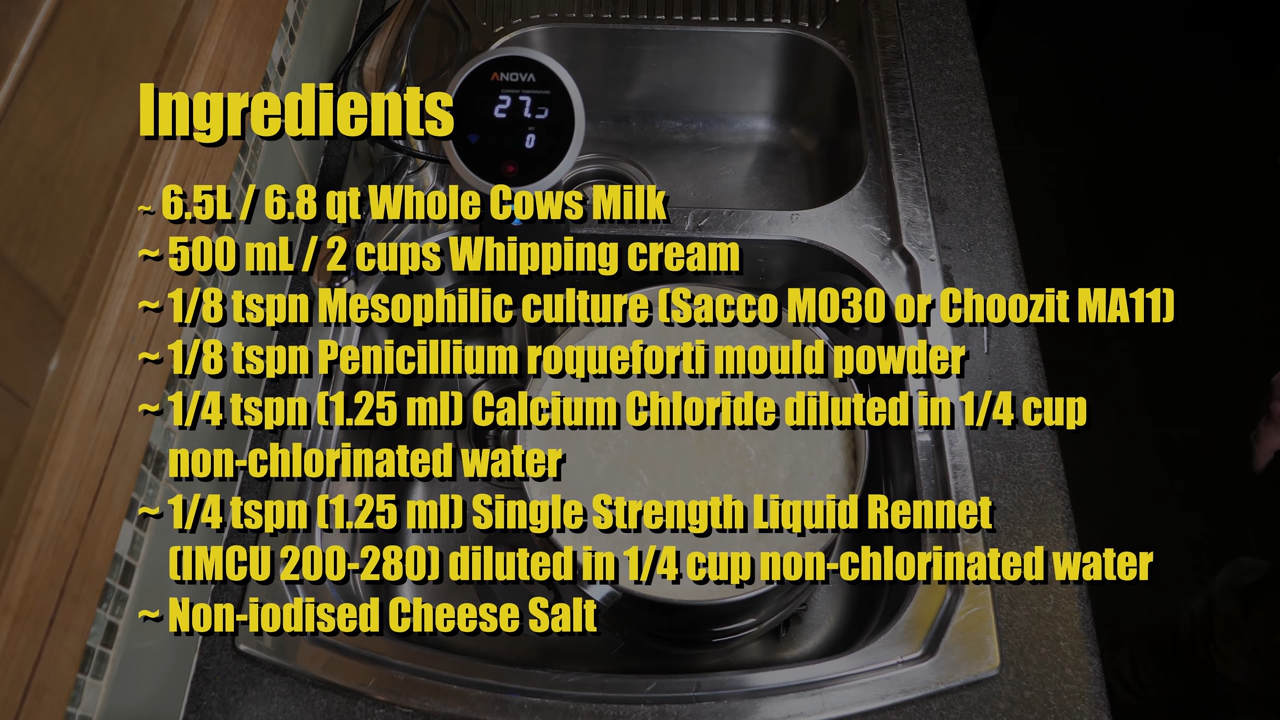 ANOVA
CURRENT TEMPERATURE
Ingredients
0
~ 6.5L / 6.8 qt Whole Cows Milk
~ 500 mL / 2 cups Whipping cream
~ 1/8 tspn Mesophilic culture (Sacco MO30 or Choozit MA11)
~ 1/8 tspn Penicillium roqueforti mould powder
~ 1/4 tspn (1.25 ml) Calcium Chloride diluted in 1/4 cup
non-chlorinated water
~ 1/4 tspn (1.25 ml) Single Strength Liquid Rennet
(IMCU 200-280) diluted in 1/4 cup non-chlorinated water
~ Non-iodised Cheese Salt